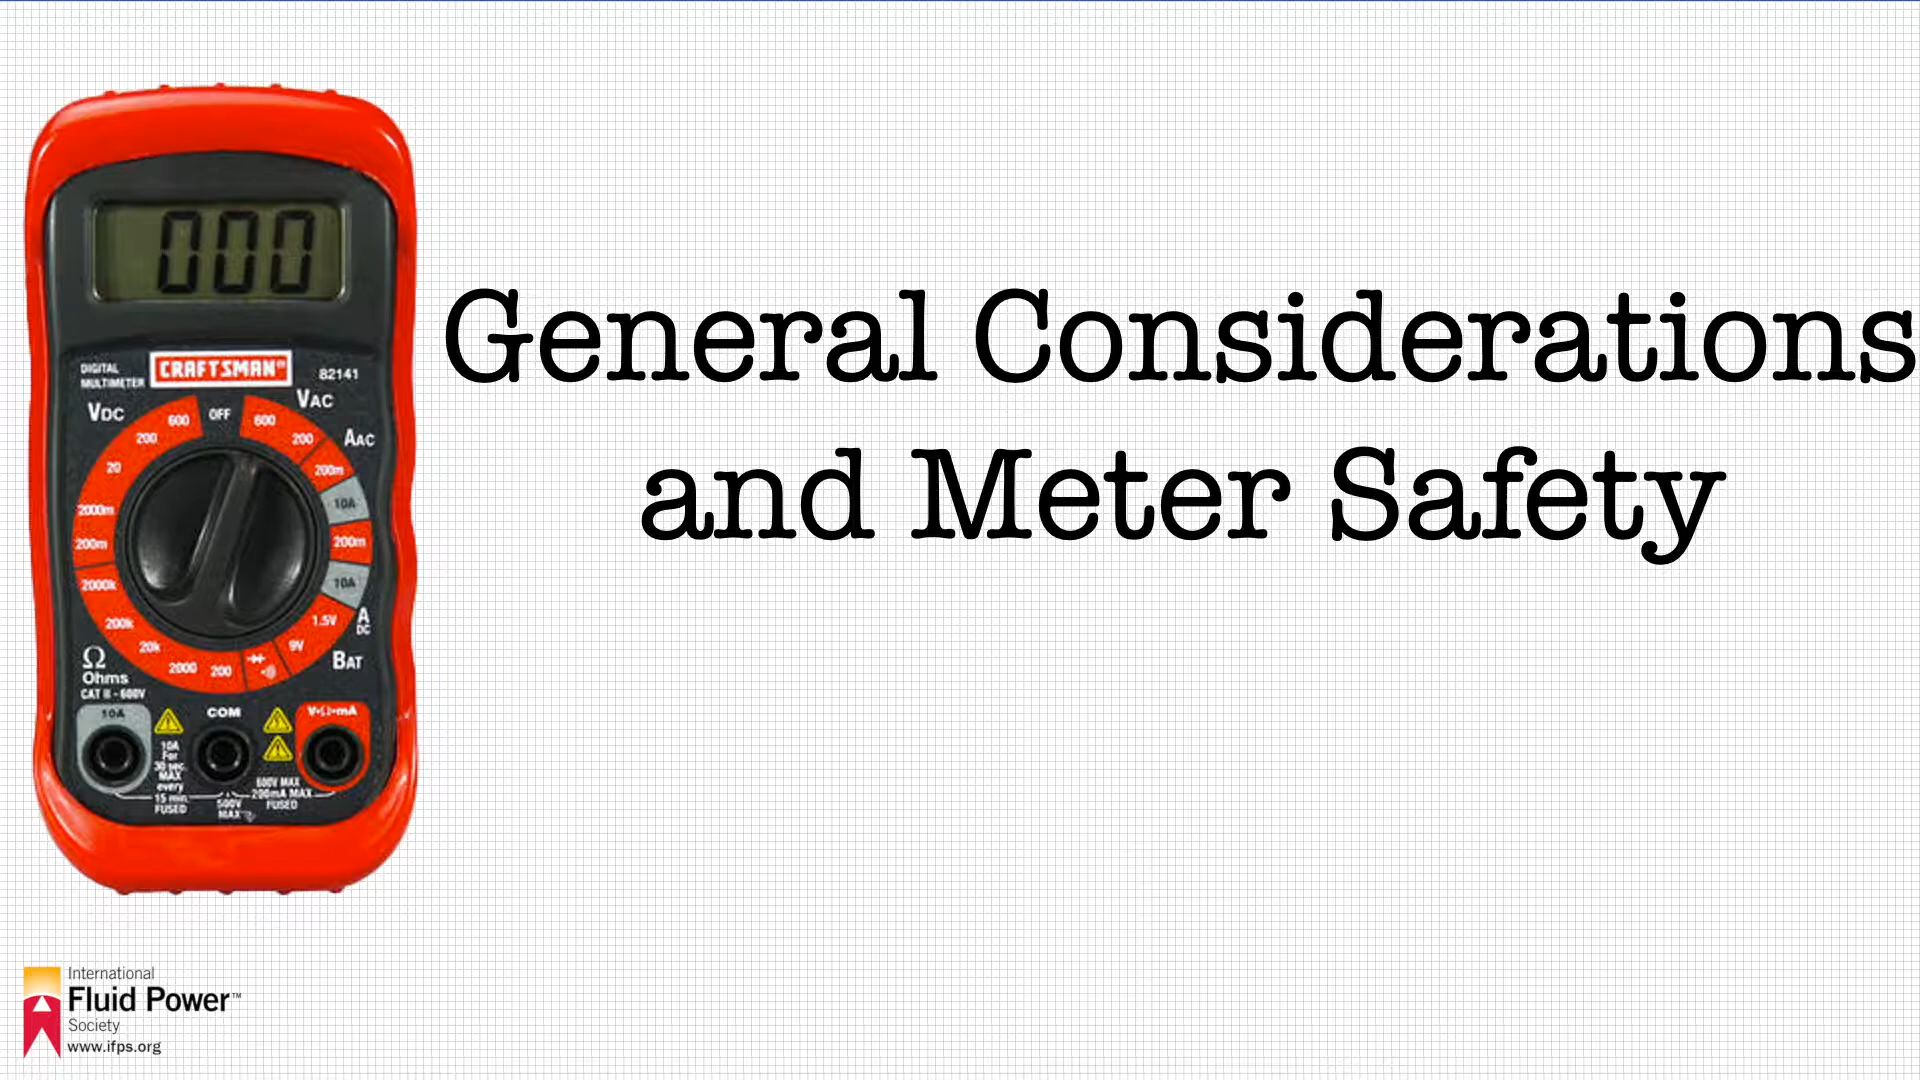 General Considerations
and Meter Safety
000
DIGITAL
MULTIMETER
CRAFTSMAN®
82141
VDC
OFF
VAC
600
600
200
200
AAC
20
200m
10A
2000m
200m
200m
10A
2000k
1.5V
A
DC
200k
9V
20k
2000
200
BAT
Ω
Ohms
CAT II - 600V
10A
COM
V•Ω•mA
10A
For
30 sec.
MAX
every
15 min.
FUSED
500V
MAX
600V MAX
200mA MAX
FUSED
International
Fluid Power™
Society
www.ifps.org